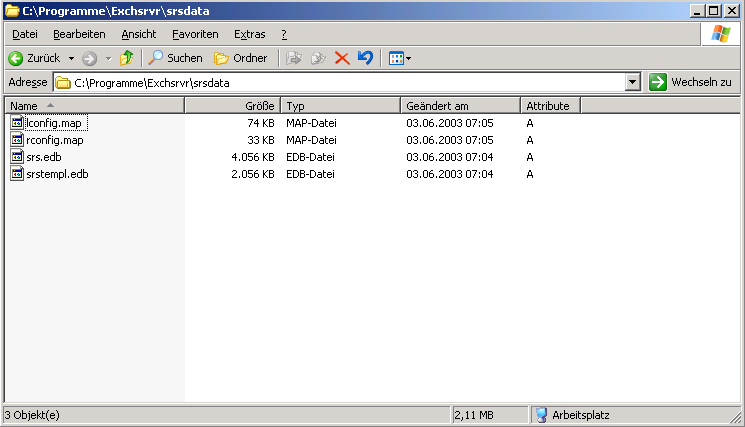 C:\Programme\Exchsrvr\srsdata
Datei Bearbeiten Ansicht Favoriten Extras ?
Zurück Suchen Ordner
Adresse C:\Programme\Exchsrvr\srsdata Wechseln zu
Name Größe Typ Geändert am Attribute
lconfig.map 74 KB MAP-Datei 03.06.2003 07:05 A
rconfig.map 33 KB MAP-Datei 03.06.2003 07:05 A
srs.edb 4.056 KB EDB-Datei 03.06.2003 07:04 A
srstempl.edb 2.056 KB EDB-Datei 03.06.2003 07:04 A
3 Objekt(e) 2,11 MB Arbeitsplatz